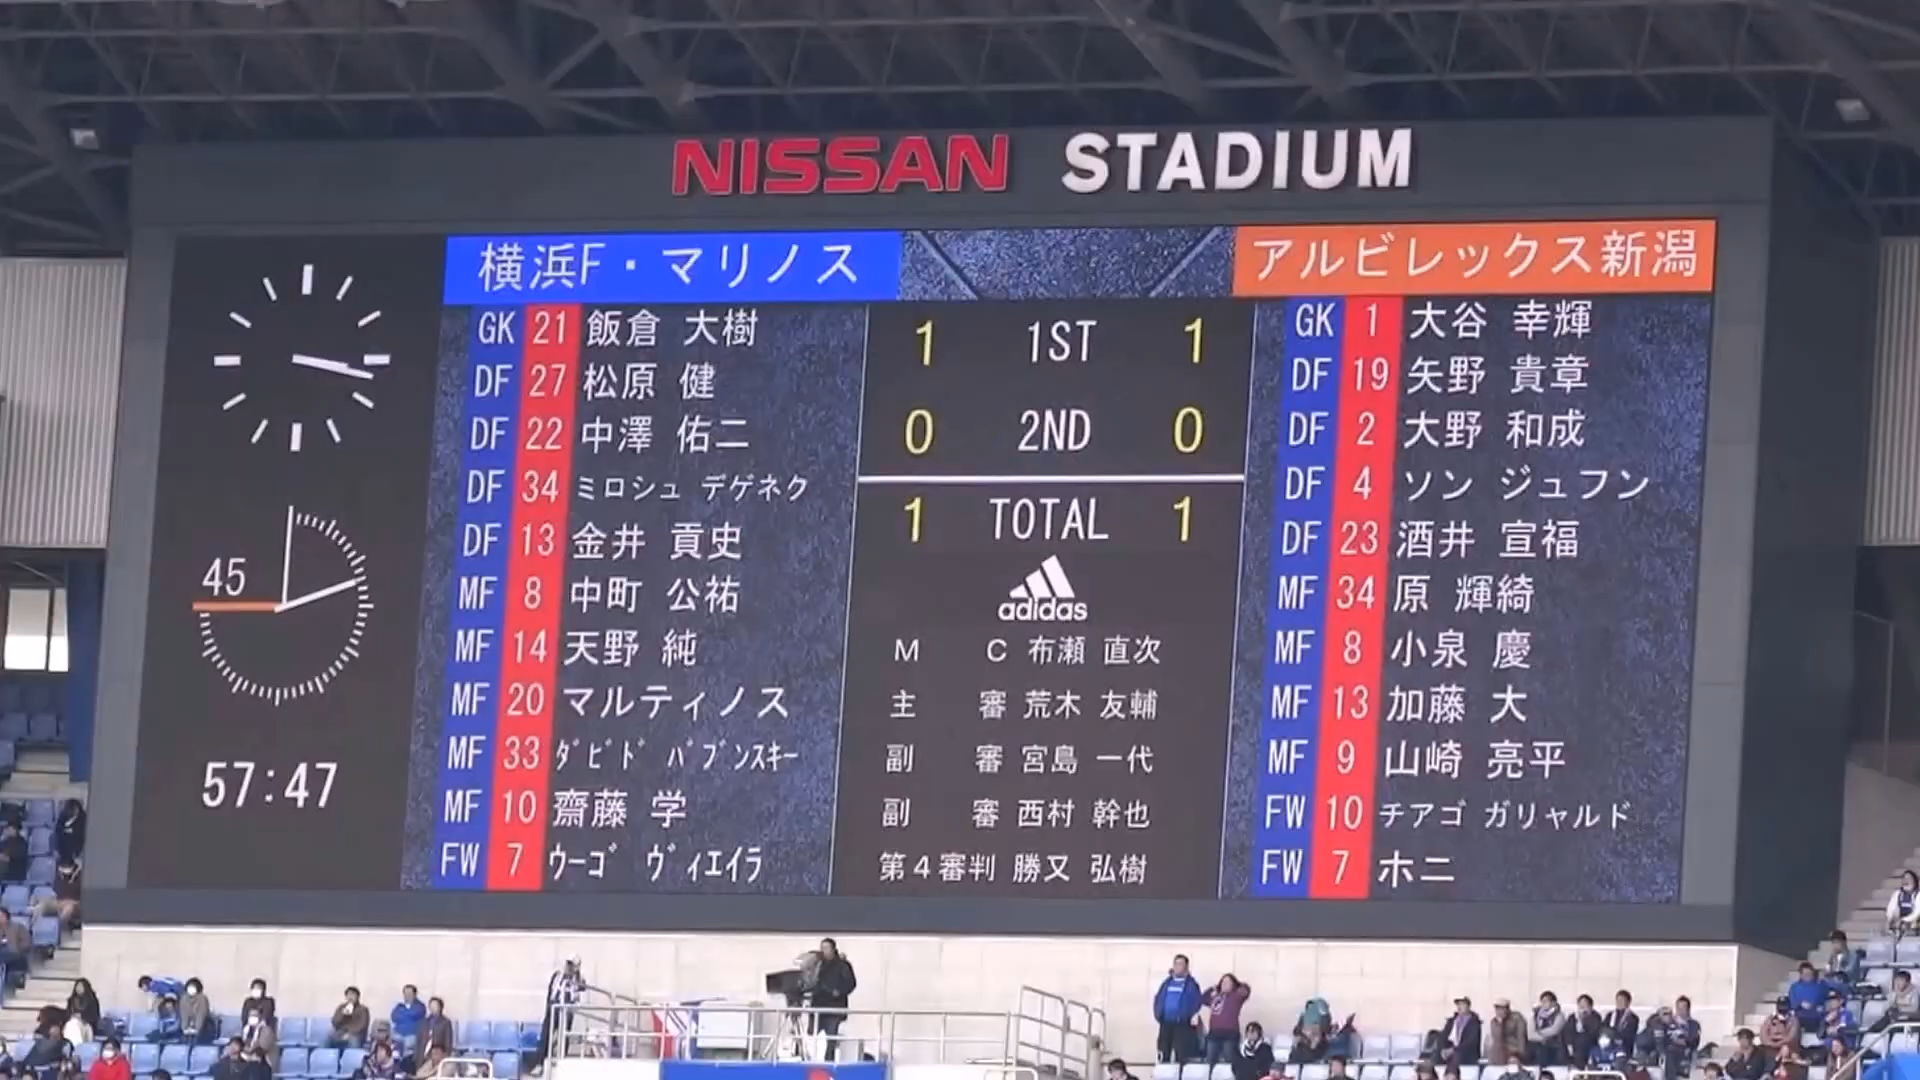 NISSAN STADIUM
横浜F・マリノス
アルビレックス新潟
GK 21 飯倉 大樹
DF 27 松原 健
DF 22 中澤 佑二
DF 34 ミロシュ デゲネク
DF 13 金井 貢史
MF 8 中町 公祐
MF 14 天野 純
MF 20 マルティノス
MF 33 ﾀﾞﾋﾞﾄﾞ ﾊﾞﾌﾞﾝｽｷｰ
MF 10 齋藤 学
FW 7 ｳｰｺﾞ ｳﾞｨｴｲﾗ
1 1ST 1
0 2ND 0
1 TOTAL 1
adidas
M C 布瀬 直次
主 審 荒木 友輔
副 審 宮島 一代
副 審 西村 幹也
第4審判 勝又 弘樹
GK 1 大谷 幸輝
DF 19 矢野 貴章
DF 2 大野 和成
DF 4 ソン ジュフン
DF 23 酒井 宣福
MF 34 原 輝綺
MF 8 小泉 慶
MF 13 加藤 大
MF 9 山崎 亮平
FW 10 チアゴ ガリャルド
FW 7 ホニ
45
57:47